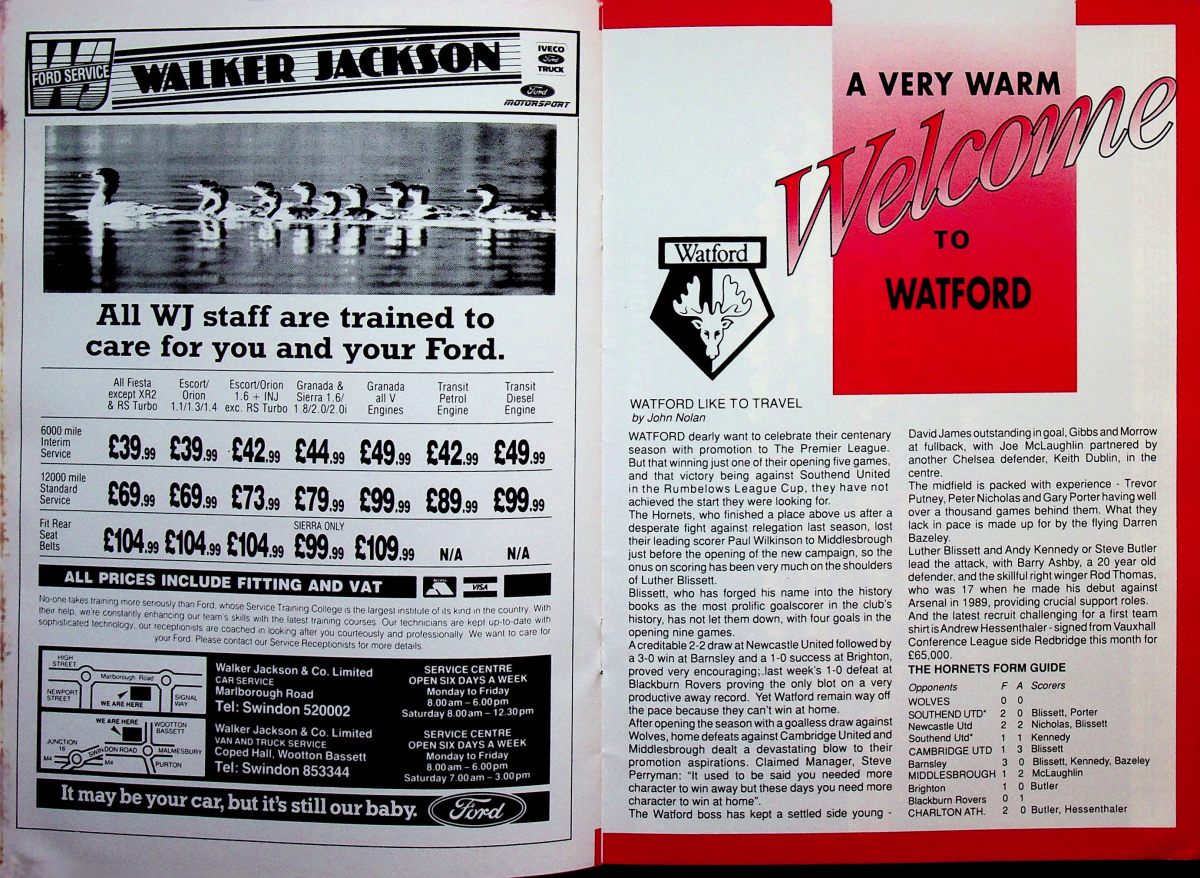 WJ
FORD SERVICE
WALKER JACKSON
IVECO
Ford
TRUCK
Ford
MOTORSPORT
All WJ staff are trained to
care for you and your Ford.
All Fiesta except XR2 & RS Turbo
Escort/ Orion 1.1/1.3/1.4
Escort/Orion 1.6 + INJ exc. RS Turbo
Granada & Sierra 1.6/ 1.8/2.0/2.0i
Granada all V Engines
Transit Petrol Engine
Transit Diesel Engine
6000 mile Interim Service £39.99 £39.99 £42.99 £44.99 £49.99 £42.99 £49.99
12000 mile Standard Service £69.99 £69.99 £73.99 £79.99 £99.99 £89.99 £99.99
SIERRA ONLY
Fit Rear Seat Belts £104.99 £104.99 £104.99 £99.99 £109.99 N/A N/A
ALL PRICES INCLUDE FITTING AND VAT
Access
VISA
No-one takes training more seriously than Ford, whose Service Training College is the largest institute of its kind in the country. With
their help, we're constantly enhancing our team's skills with the latest training courses. Our technicians are kept up-to-date with
sophisticated technology, our receptionists are coached in looking after you courteously and professionally. We want to care for
your Ford. Please contact our Service Receptionists for more details.
HIGH STREET
Marlborough Road
NEWPORT STREET
WE ARE HERE
SIGNAL WAY
Walker Jackson & Co. Limited
CAR SERVICE
Marlborough Road
Tel: Swindon 520002
SERVICE CENTRE
OPEN SIX DAYS A WEEK
Monday to Friday
8.00am – 6.00pm
Saturday 8.00am – 12.30pm
WE ARE HERE
WOOTTON BASSETT
JUNCTION 16
SWINDON ROAD
MALMESBURY
M4
M4
PURTON
Walker Jackson & Co. Limited
VAN AND TRUCK SERVICE
Coped Hall, Wootton Bassett
Tel: Swindon 853344
SERVICE CENTRE
OPEN SIX DAYS A WEEK
Monday to Friday
8.00am – 6.00pm
Saturday 7.00am – 3.00pm
It may be your car, but it's still our baby.
Ford
A VERY WARM
Welcome
TO
WATFORD
Watford
WATFORD LIKE TO TRAVEL
by John Nolan
WATFORD dearly want to celebrate their centenary
season with promotion to The Premier League.
But that winning just one of their opening five games,
and that victory being against Southend United
in the Rumbelows League Cup, they have not
achieved the start they were looking for.
The Hornets, who finished a place above us after a
desperate fight against relegation last season, lost
their leading scorer Paul Wilkinson to Middlesbrough
just before the opening of the new campaign, so the
onus on scoring has been very much on the shoulders
of Luther Blissett.
Blissett, who has forged his name into the history
books as the most prolific goalscorer in the club's
history, has not let them down, with four goals in the
opening nine games.
A creditable 2-2 draw at Newcastle United followed by
a 3-0 win at Barnsley and a 1-0 success at Brighton,
proved very encouraging;.last week's 1-0 defeat at
Blackburn Rovers proving the only blot on a very
productive away record. Yet Watford remain way off
the pace because they can't win at home.
After opening the season with a goalless draw against
Wolves, home defeats against Cambridge United and
Middlesbrough dealt a devastating blow to their
promotion aspirations. Claimed Manager, Steve
Perryman: "It used to be said you needed more
character to win away but these days you need more
character to win at home".
The Watford boss has kept a settled side young -
David James outstanding in goal, Gibbs and Morrow
at fullback, with Joe McLaughlin partnered by
another Chelsea defender, Keith Dublin, in the
centre.
The midfield is packed with experience - Trevor
Putney, Peter Nicholas and Gary Porter having well
over a thousand games behind them. What they
lack in pace is made up for by the flying Darren
Bazeley.
Luther Blissett and Andy Kennedy or Steve Butler
lead the attack, with Barry Ashby, a 20 year old
defender, and the skillful right winger Rod Thomas,
who was 17 when he made his debut against
Arsenal in 1989, providing crucial support roles.
And the latest recruit challenging for a first team
shirt is Andrew Hessenthaler - signed from Vauxhall
Conference League side Redbridge this month for
£65,000.
THE HORNETS FORM GUIDE
Opponents F A Scorers
WOLVES 0 0
SOUTHEND UTD* 2 0 Blissett, Porter
Newcastle Utd 2 2 Nicholas, Blissett
Southend Utd* 1 1 Kennedy
CAMBRIDGE UTD 1 3 Blissett
Barnsley 3 0 Blissett, Kennedy, Bazeley
MIDDLESBROUGH 1 2 McLaughlin
Brighton 1 0 Butler
Blackburn Rovers 0 1
CHARLTON ATH. 2 0 Butler, Hessenthaler